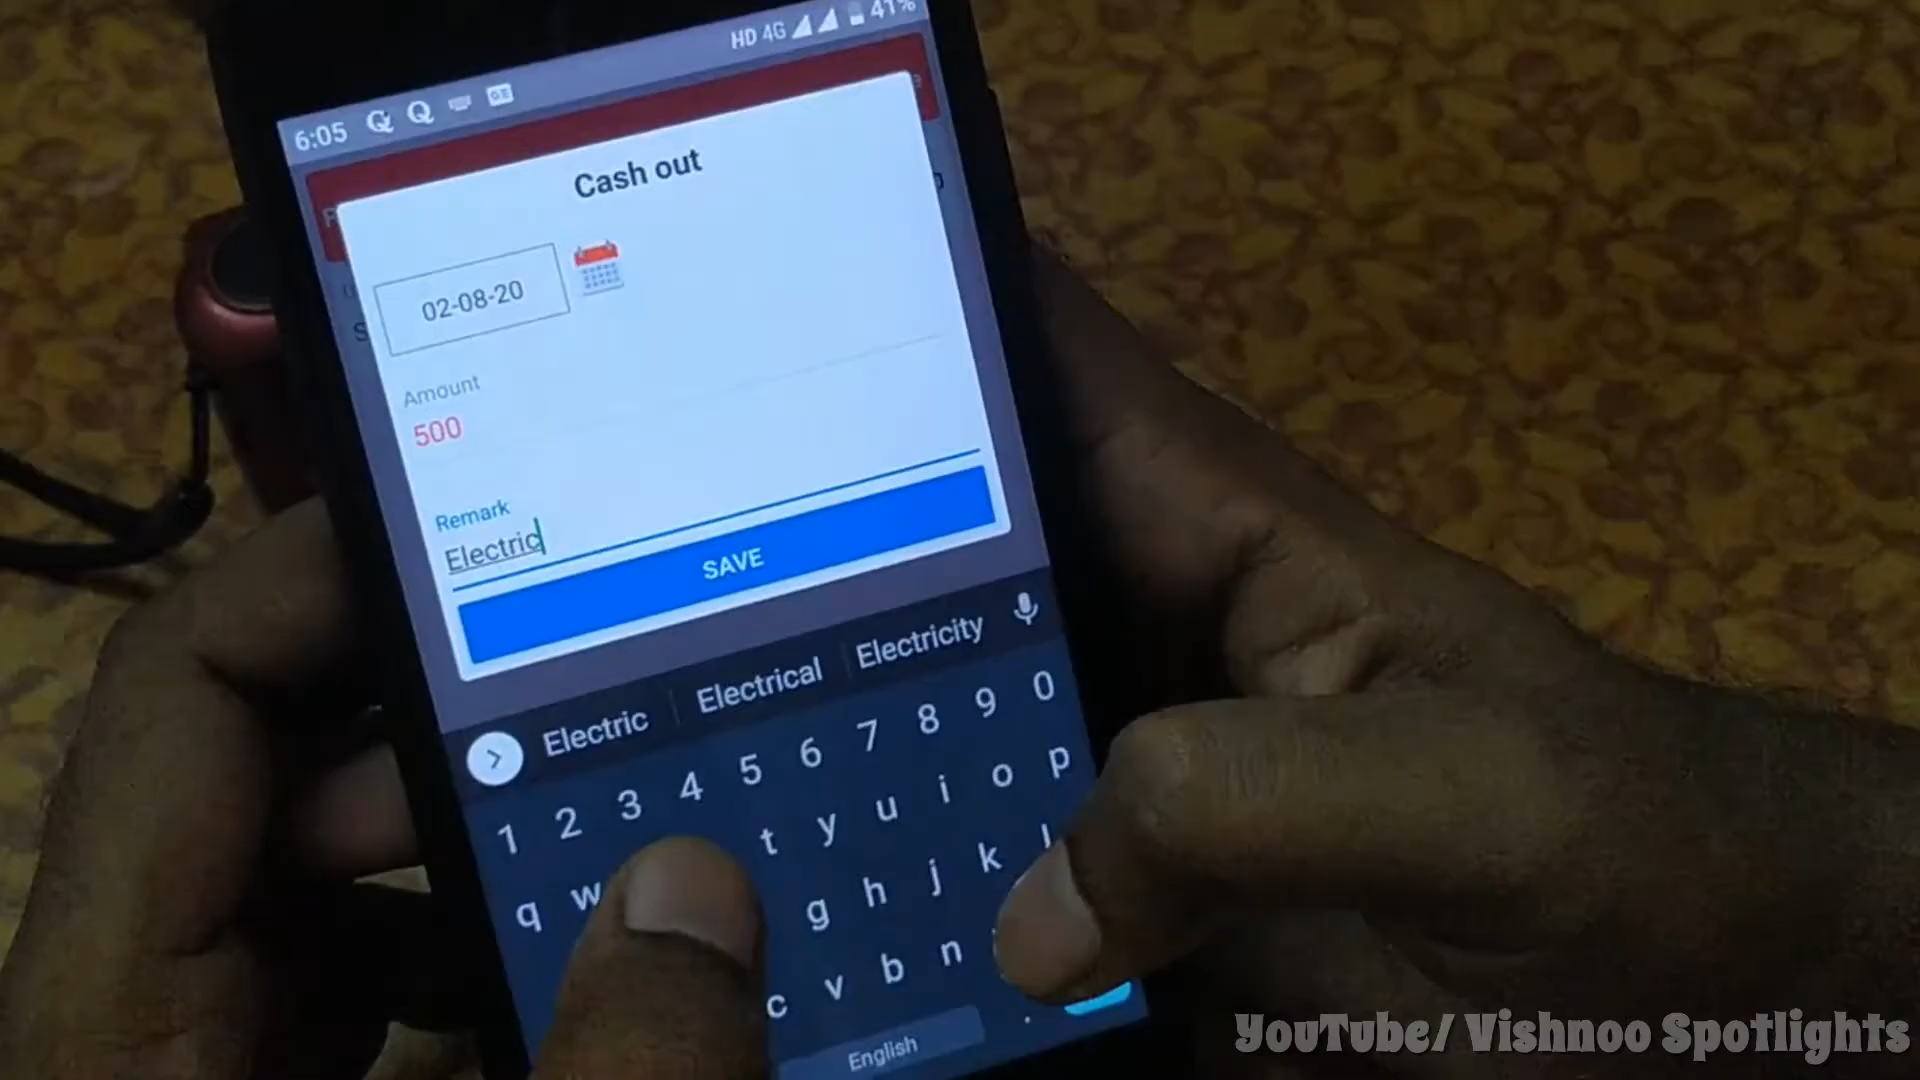 6:05 HD 4G 41%
Cash out
02-08-20
Amount
500
Remark
Electric
SAVE
Electric Electrical Electricity
1 2 3 4 5 6 7 8 9 0
q w t y u i o p
g h j k l
c v b n
English .
YouTube/ Vishnoo Spotlights